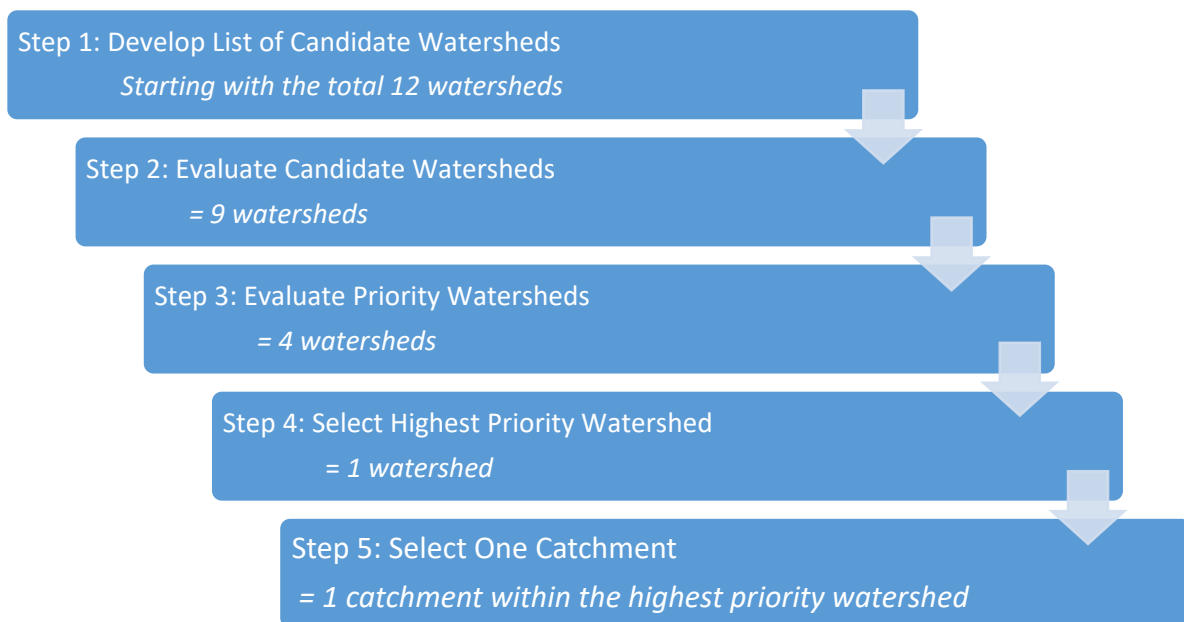 Step 1: Develop List of Candidate Watersheds
Starting with the total 12 watersheds
Step 2: Evaluate Candidate Watersheds
= 9 watersheds
Step 3: Evaluate Priority Watersheds
= 4 watersheds
Step 4: Select Highest Priority Watershed
= 1 watershed
Step 5: Select One Catchment
= 1 catchment within the highest priority watershed